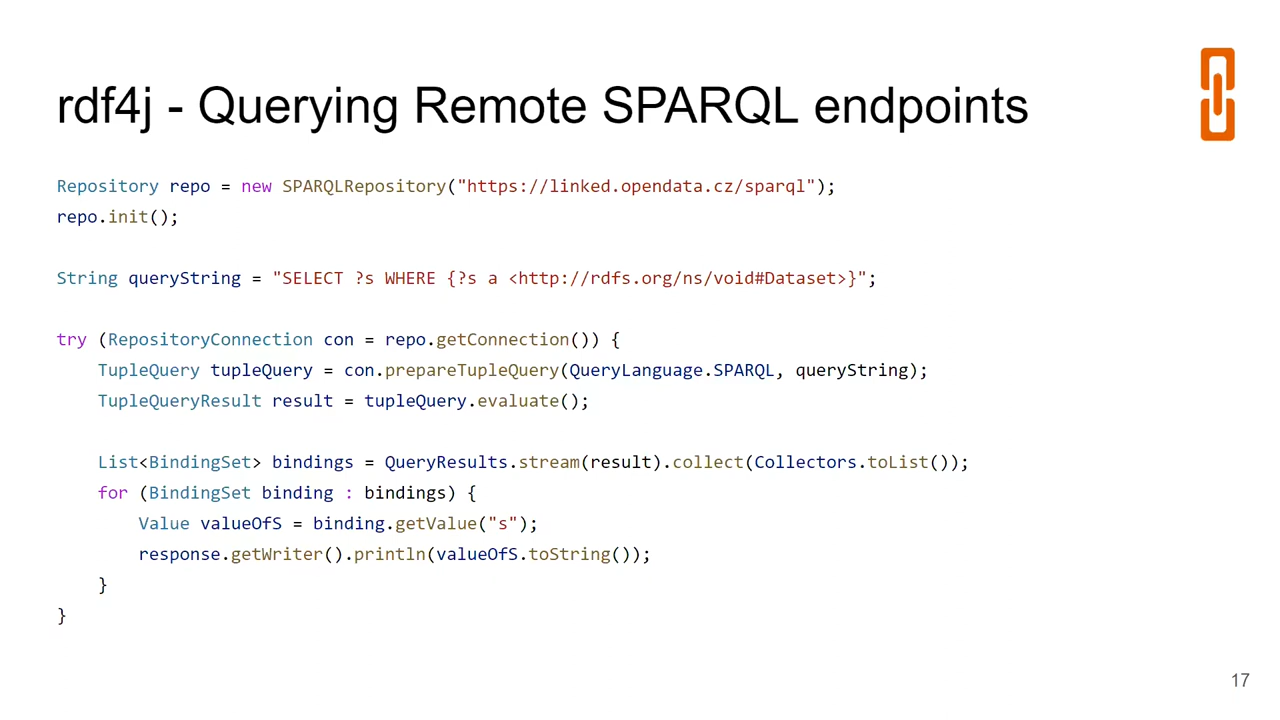 rdf4j - Querying Remote SPARQL endpoints
Repository repo = new SPARQLRepository("https://linked.opendata.cz/sparql");
repo.init();
String queryString = "SELECT ?s WHERE {?s a <http://rdfs.org/ns/void#Dataset>}";
try (RepositoryConnection con = repo.getConnection()) {
    TupleQuery tupleQuery = con.prepareTupleQuery(QueryLanguage.SPARQL, queryString);
    TupleQueryResult result = tupleQuery.evaluate();
    List<BindingSet> bindings = QueryResults.stream(result).collect(Collectors.toList());
    for (BindingSet binding : bindings) {
        Value valueOfS = binding.getValue("s");
        response.getWriter().println(valueOfS.toString());
    }
}
17